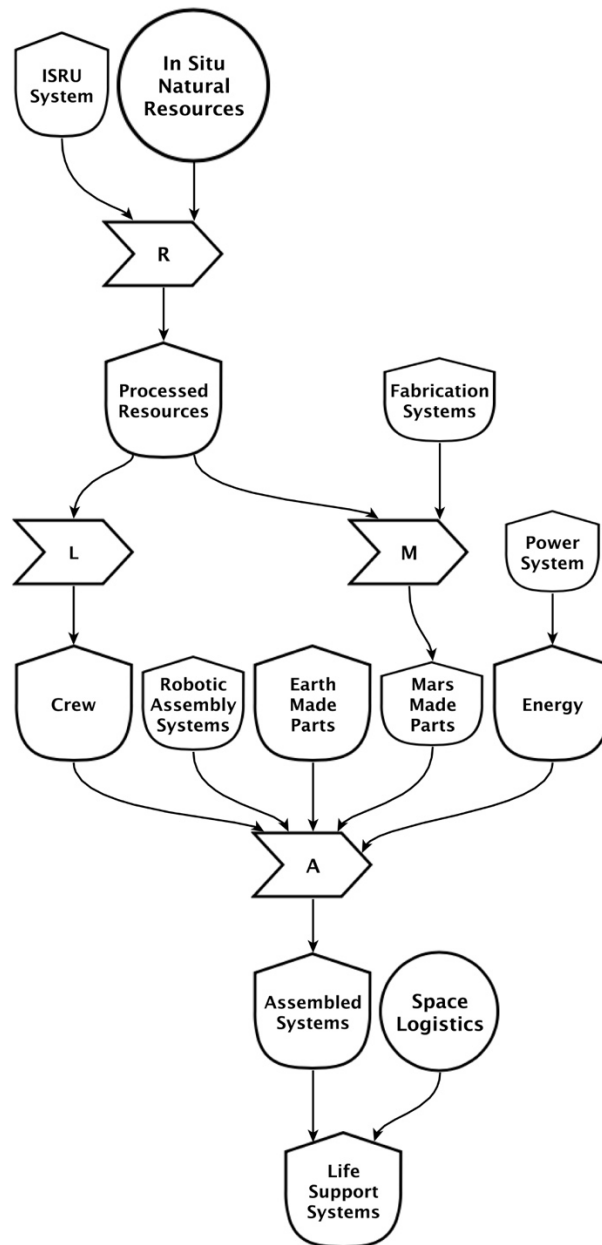 ISRU
System
In Situ
Natural
Resources
R
Processed
Resources
Fabrication
Systems
L
M
Power
System
Crew
Robotic
Assembly
Systems
Earth
Made
Parts
Mars
Made
Parts
Energy
A
Assembled
Systems
Space
Logistics
Life
Support
Systems